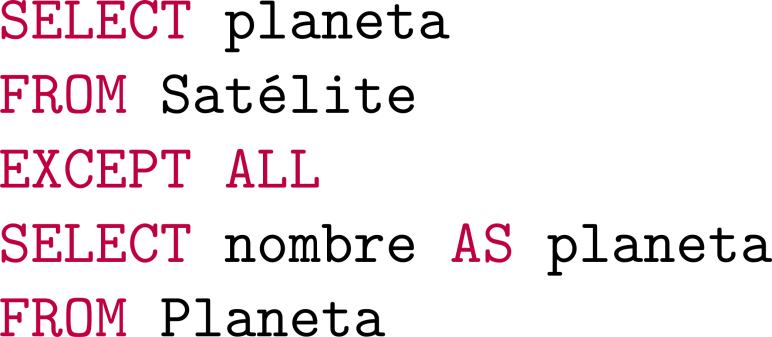 SELECT planeta
FROM Satélite
EXCEPT ALL
SELECT nombre AS planeta
FROM Planeta